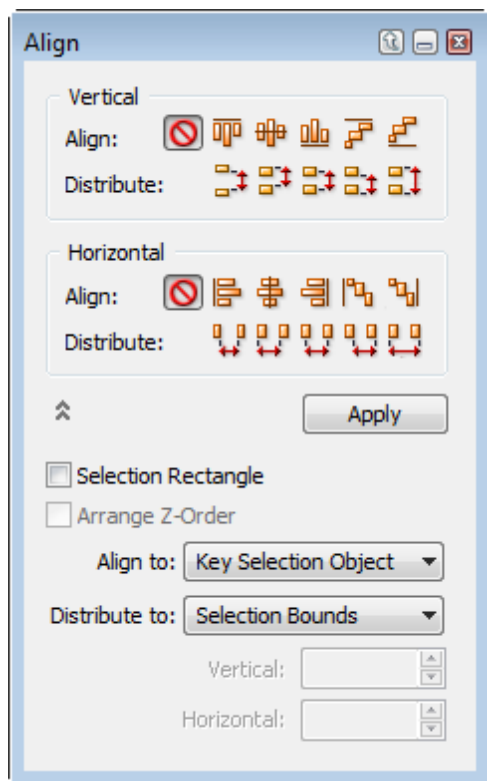 Align
Vertical
Align:
Distribute:
Horizontal
Align:
Distribute:
Apply
Selection Rectangle
Arrange Z-Order
Align to: Key Selection Object
Distribute to: Selection Bounds
Vertical:
Horizontal: